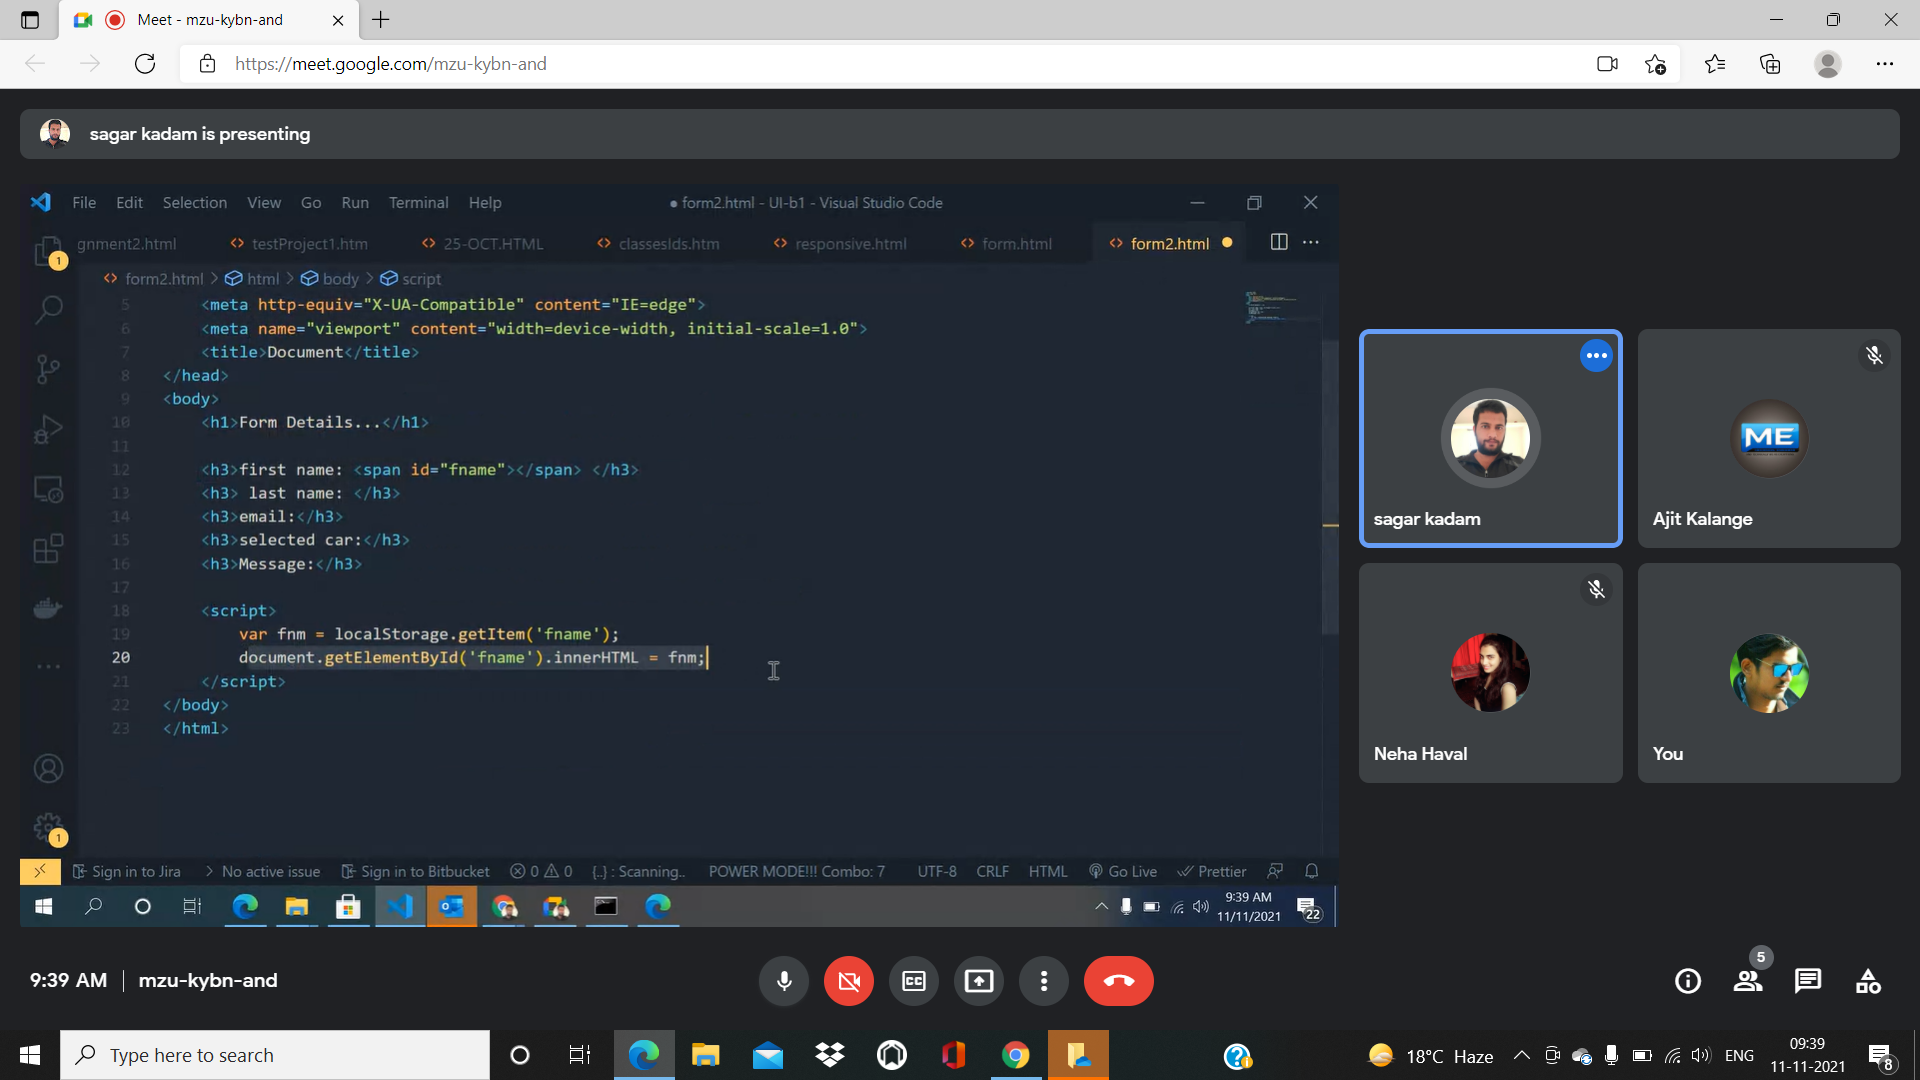 Meet - mzu-kybn-and
https://meet.google.com/mzu-kybn-and
sagar kadam is presenting
File Edit Selection View Go Run Terminal Help
● form2.html - UI-b1 - Visual Studio Code
gnment2.html testProject1.htm 25-OCT.HTML classesIds.htm responsive.html form.html form2.html
form2.html > html > body > script
5 <meta http-equiv="X-UA-Compatible" content="IE=edge">
6 <meta name="viewport" content="width=device-width, initial-scale=1.0">
7 <title>Document</title>
8 </head>
9 <body>
10 <h1>Form Details...</h1>
11
12 <h3>first name: <span id="fname"></span> </h3>
13 <h3> last name: </h3>
14 <h3>email:</h3>
15 <h3>selected car:</h3>
16 <h3>Message:</h3>
17
18 <script>
19 var fnm = localStorage.getItem('fname');
20 document.getElementById('fname').innerHTML = fnm;
21 </script>
22 </body>
23 </html>
1
1
Sign in to Jira > No active issue Sign in to Bitbucket 0 0 {..} : Scanning.. POWER MODE!!! Combo: 7 UTF-8 CRLF HTML Go Live Prettier
9:39 AM
11/11/2021
22
sagar kadam
ME
Ajit Kalange
Neha Haval
You
9:39 AM | mzu-kybn-and
CC
5
Type here to search
18°C Haze
ENG
09:39
11-11-2021
8